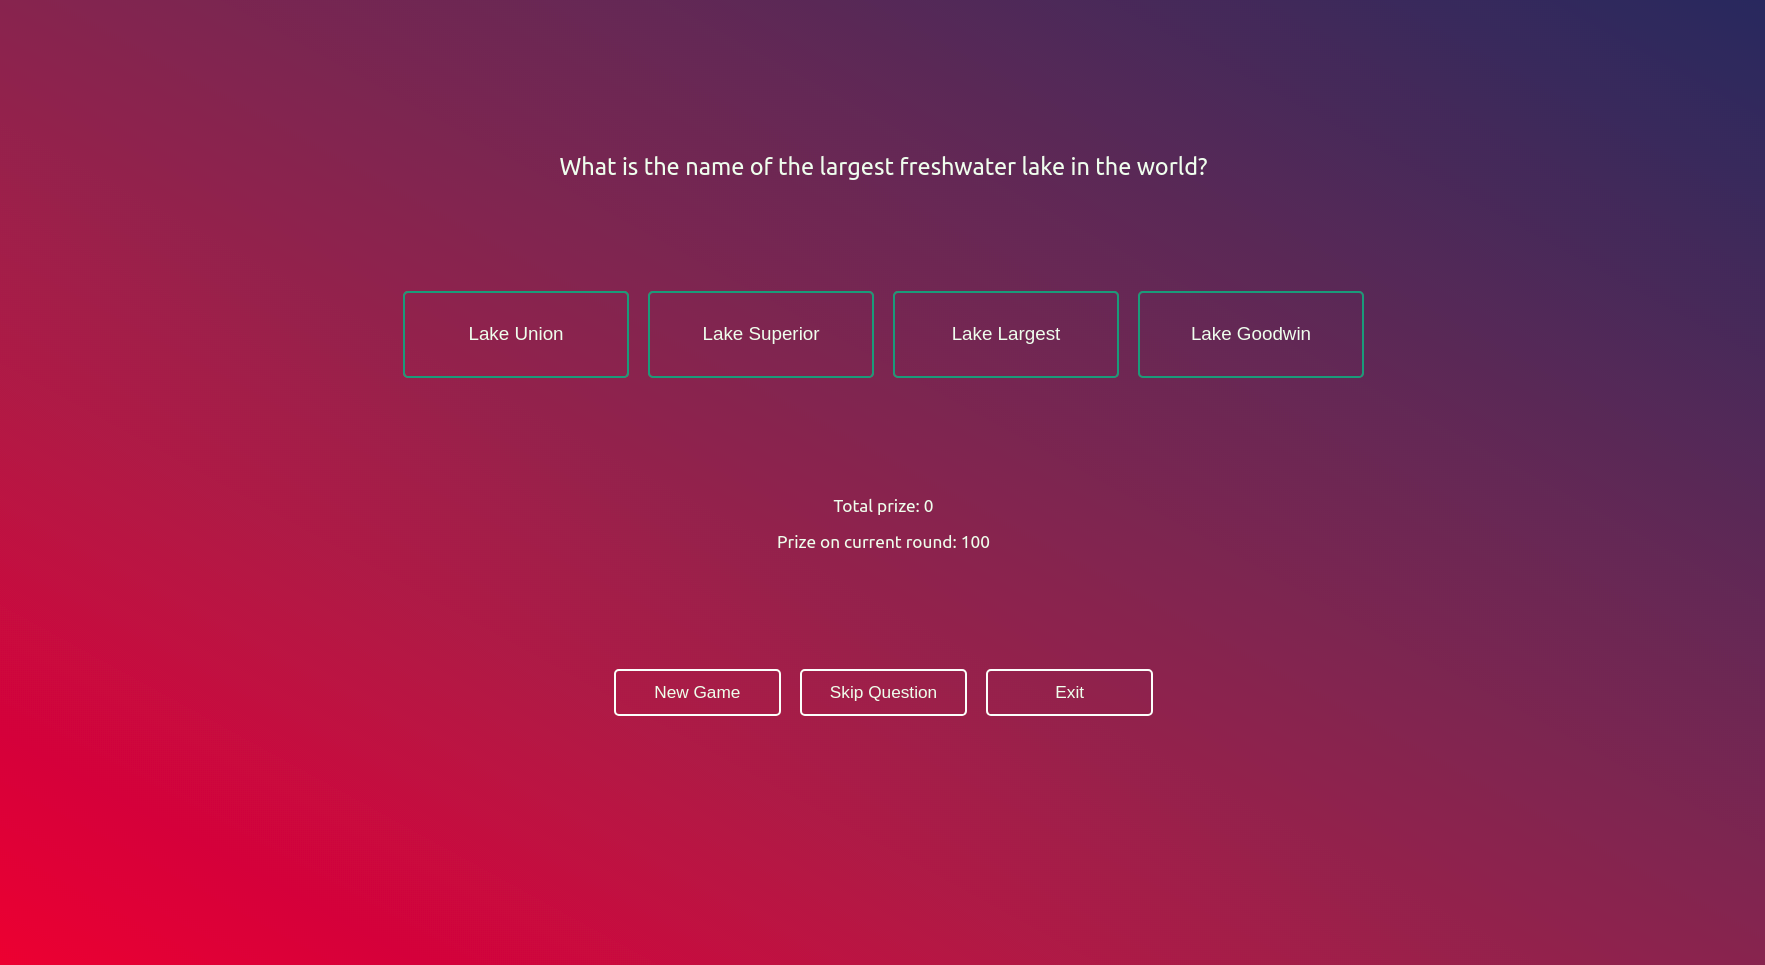 What is the name of the largest freshwater lake in the world?
Lake Union
Lake Superior
Lake Largest
Lake Goodwin
Total prize: 0
Prize on current round: 100
New Game
Skip Question
Exit